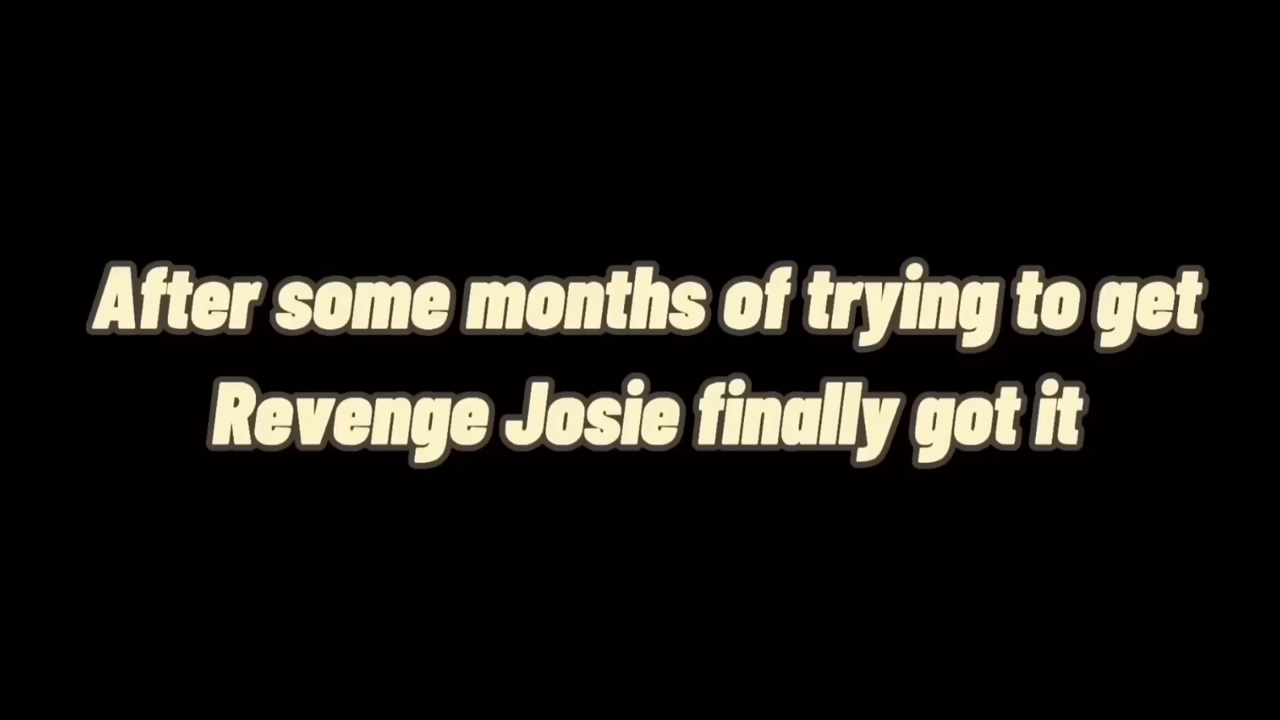 After some months of trying to get
Revenge Josie finally got it